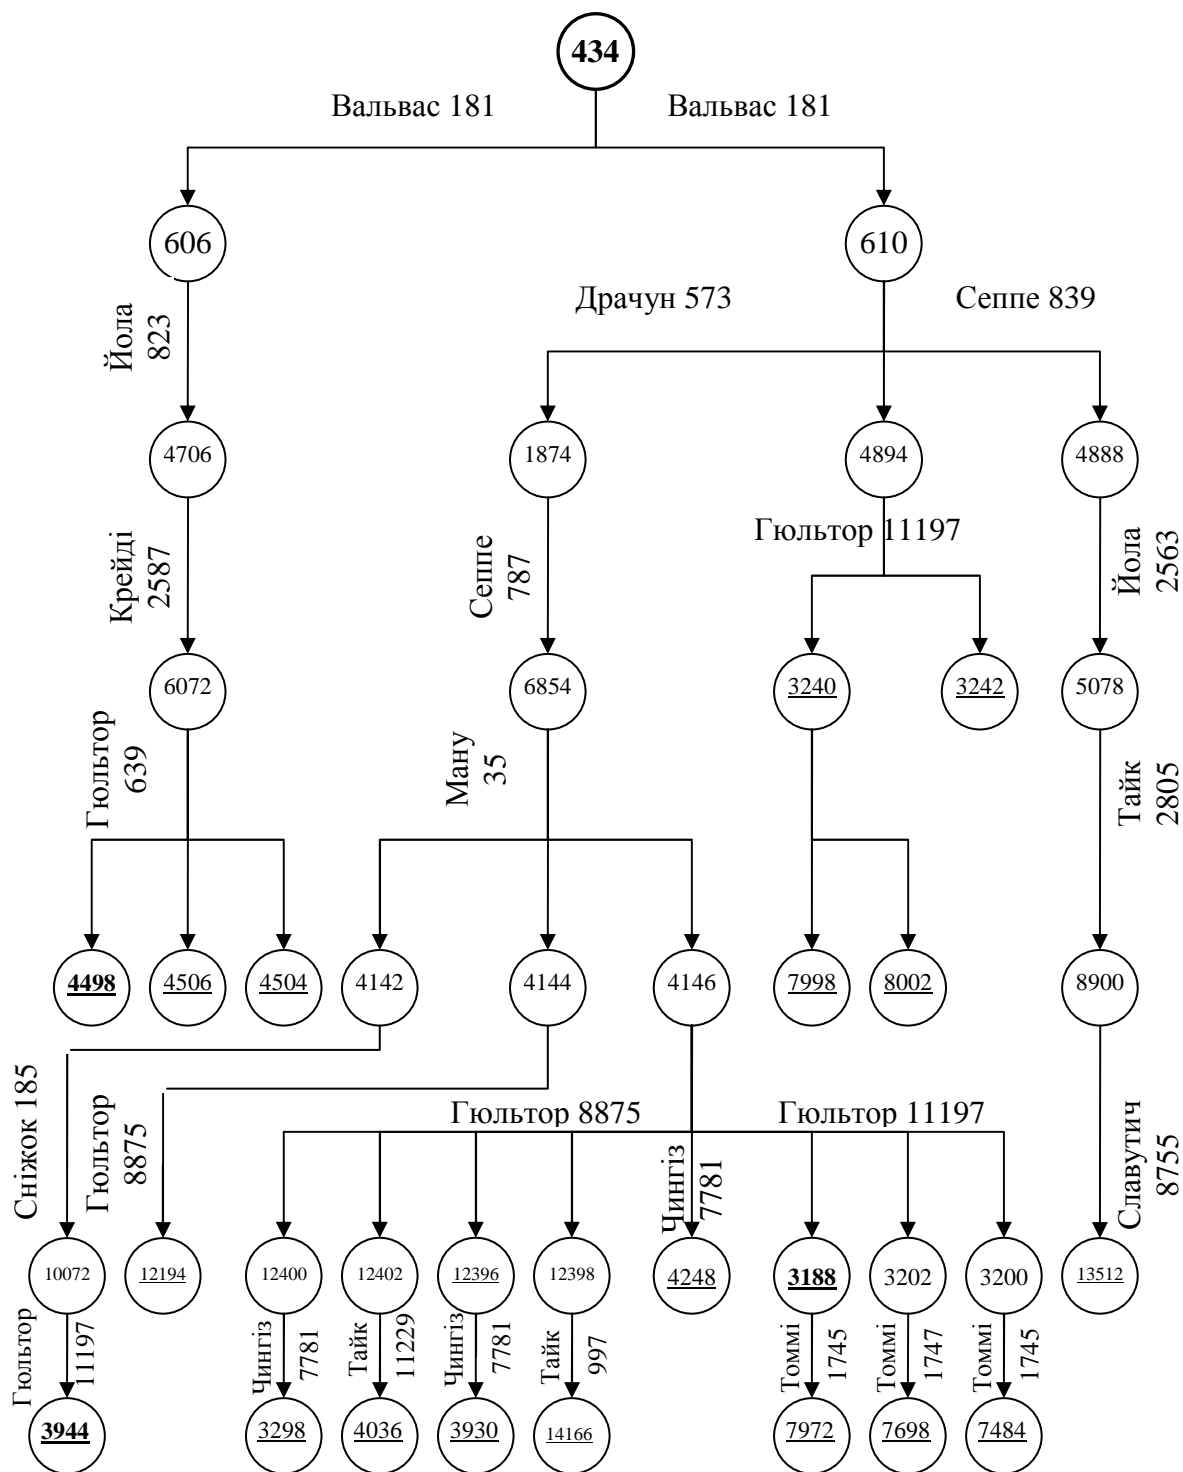 434
Вальвас 181
Вальвас 181
606
610
Драчун 573
Сеппе 839
Йола
823
4706
1874
4894
4888
Крейді
2587
Сеппе
787
Гюльтор 11197
Йола
2563
6072
6854
3240
3242
5078
Гюльтор
639
Ману
35
Тайк
2805
4498
4506
4504
4142
4144
4146
7998
8002
8900
Сніжок 185
Гюльтор
8875
Гюльтор 8875
Гюльтор 11197
Чингіз
7781
Славутич
8755
10072
12194
12400
12402
12396
12398
4248
3188
3202
3200
13512
Гюльтор
11197
Чингіз
7781
Тайк
11229
Чингіз
7781
Тайк
997
Томмі
1745
Томмі
1747
Томмі
1745
3944
3298
4036
3930
14166
7972
7698
7484